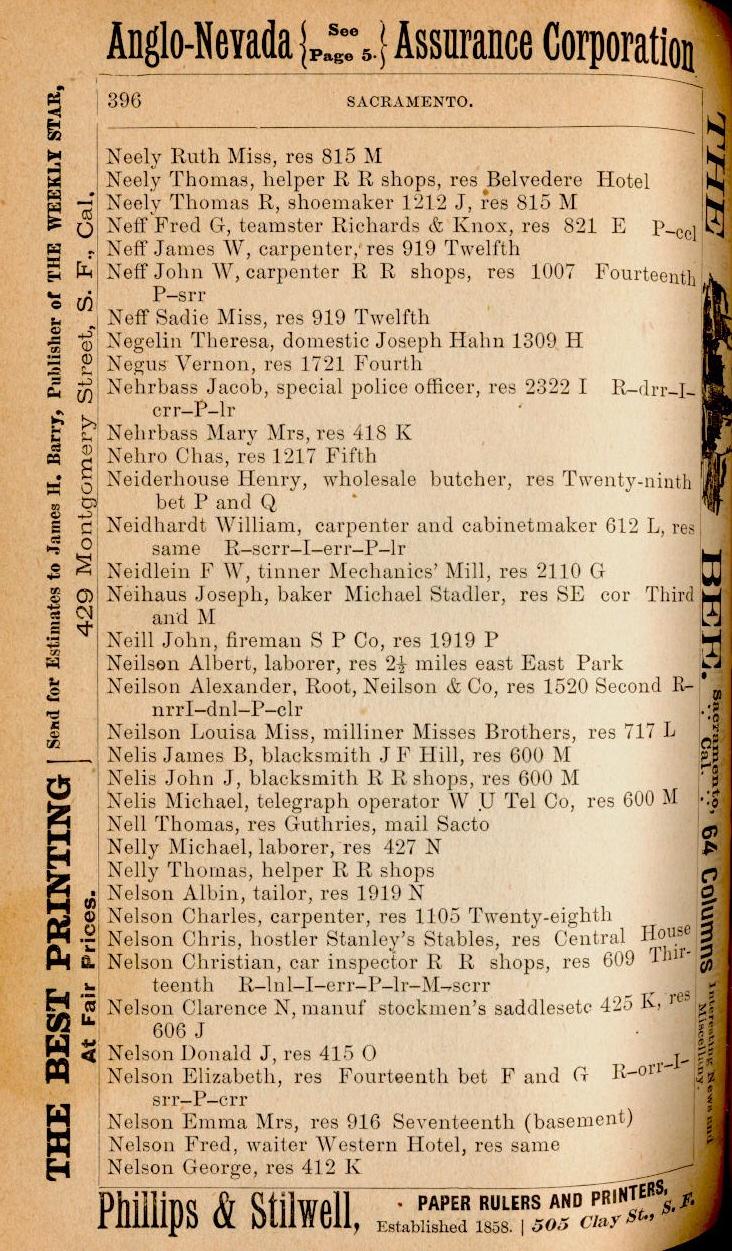 Anglo-Nevada { See Page 5. } Assurance Corporation
396 SACRAMENTO.
Neely Ruth Miss, res 815 M
Neely Thomas, helper R R shops, res Belvedere Hotel
Neely Thomas R, shoemaker 1212 J, res 815 M
Neff Fred G, teamster Richards & Knox, res 821 E P–ccl
Neff James W, carpenter, res 919 Twelfth
Neff John W, carpenter R R shops, res 1007 Fourteenth
P–srr
Neff Sadie Miss, res 919 Twelfth
Negelin Theresa, domestic Joseph Hahn 1309 H
Negus Vernon, res 1721 Fourth
Nehrbass Jacob, special police officer, res 2322 I R–drr–I–
crr–P–lr
Nehrbass Mary Mrs, res 418 K
Nehro Chas, res 1217 Fifth
Neiderhouse Henry, wholesale butcher, res Twenty-ninth
bet P and Q
Neidhardt William, carpenter and cabinetmaker 612 L, res
same R–scrr–I–err–P–lr
Neidlein F W, tinner Mechanics' Mill, res 2110 G
Neihaus Joseph, baker Michael Stadler, res SE cor Third
and M
Neill John, fireman S P Co, res 1919 P
Neilson Albert, laborer, res 2½ miles east East Park
Neilson Alexander, Root, Neilson & Co, res 1520 Second R–
nrrI–dnl–P–clr
Neilson Louisa Miss, milliner Misses Brothers, res 717 L
Nelis James B, blacksmith J F Hill, res 600 M
Nelis John J, blacksmith R R shops, res 600 M
Nelis Michael, telegraph operator W U Tel Co, res 600 M
Nell Thomas, res Guthries, mail Sacto
Nelly Michael, laborer, res 427 N
Nelly Thomas, helper R R shops
Nelson Albin, tailor, res 1919 N
Nelson Charles, carpenter, res 1105 Twenty-eighth
Nelson Chris, hostler Stanley's Stables, res Central House
Nelson Christian, car inspector R R shops, res 609 Thir-
teenth R–lnl–I–err–P–lr–M–scrr
Nelson Clarence N, manuf stockmen's saddlesetc 425 K, res
606 J
Nelson Donald J, res 415 O
Nelson Elizabeth, res Fourteenth bet F and G R–orr–I–
srr–P–crr
Nelson Emma Mrs, res 916 Seventeenth (basement)
Nelson Fred, waiter Western Hotel, res same
Nelson George, res 412 K
Phillips & Stilwell, PAPER RULERS AND PRINTERS,
Established 1858. | 505 Clay St., S. F.
THE BEST PRINTING
At Fair Prices.
Send for Estimates to James H. Barry, Publisher of THE WEEKLY STAR,
429 Montgomery Street, S. F., Cal.
THE BEE.
Sacramento,
Cal.
64 Columns
Interesting News and
Miscellany.